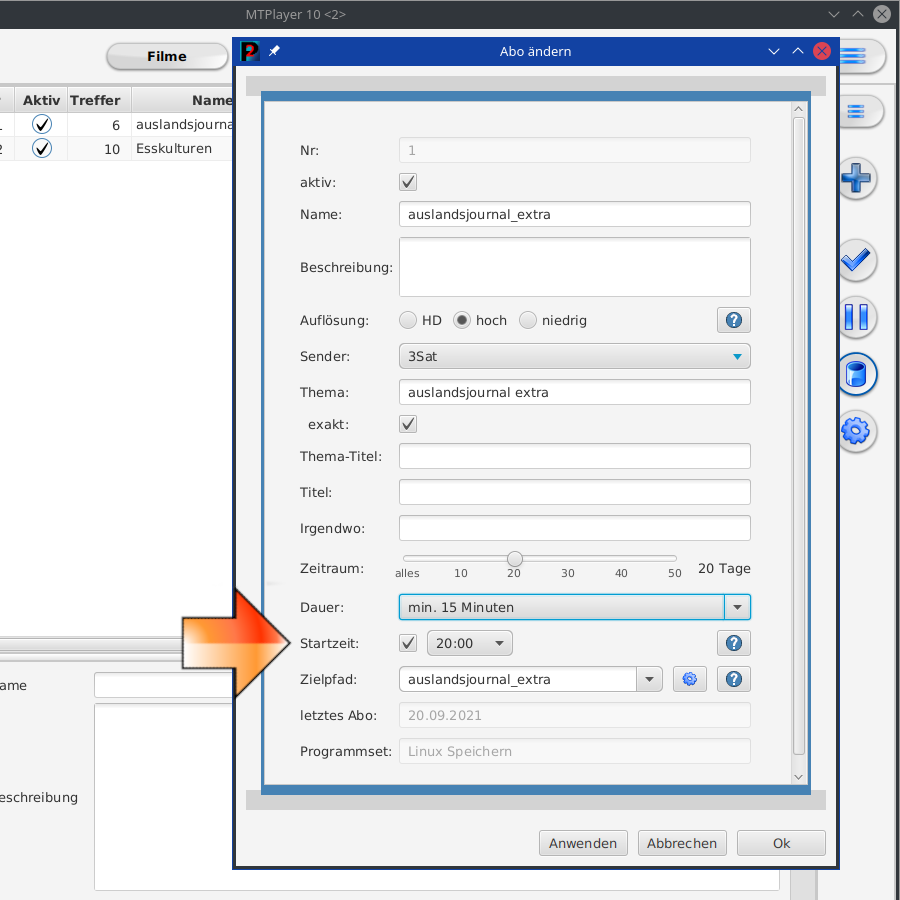 MTPlayer 10 <2>
Filme
Abo ändern
Aktiv Treffer Name
6 auslandsjourna
2 10 Esskulturen
Nr: 1
aktiv:
Name: auslandsjournal_extra
Beschreibung:
Auflösung: HD hoch niedrig
Sender: 3Sat
Thema: auslandsjournal extra
exakt:
Thema-Titel:
Titel:
Irgendwo:
Zeitraum: alles 10 20 30 40 50 20 Tage
Dauer: min. 15 Minuten
Startzeit: 20:00
Zielpfad: auslandsjournal_extra
ame
letztes Abo: 20.09.2021
Programmset: Linux Speichern
eschreibung
Anwenden Abbrechen Ok